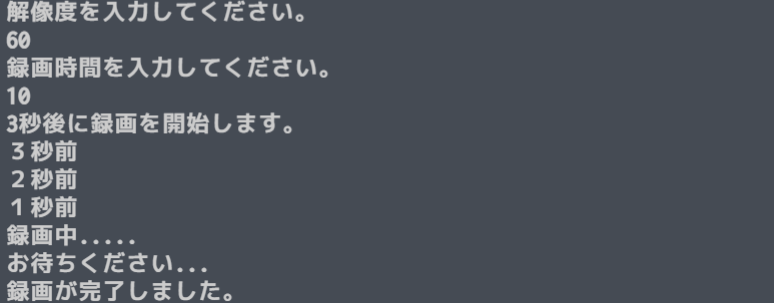 解像度を入力してください。
60
録画時間を入力してください。
10
3秒後に録画を開始します。
３秒前
２秒前
１秒前
録画中.....
お待ちください...
録画が完了しました。